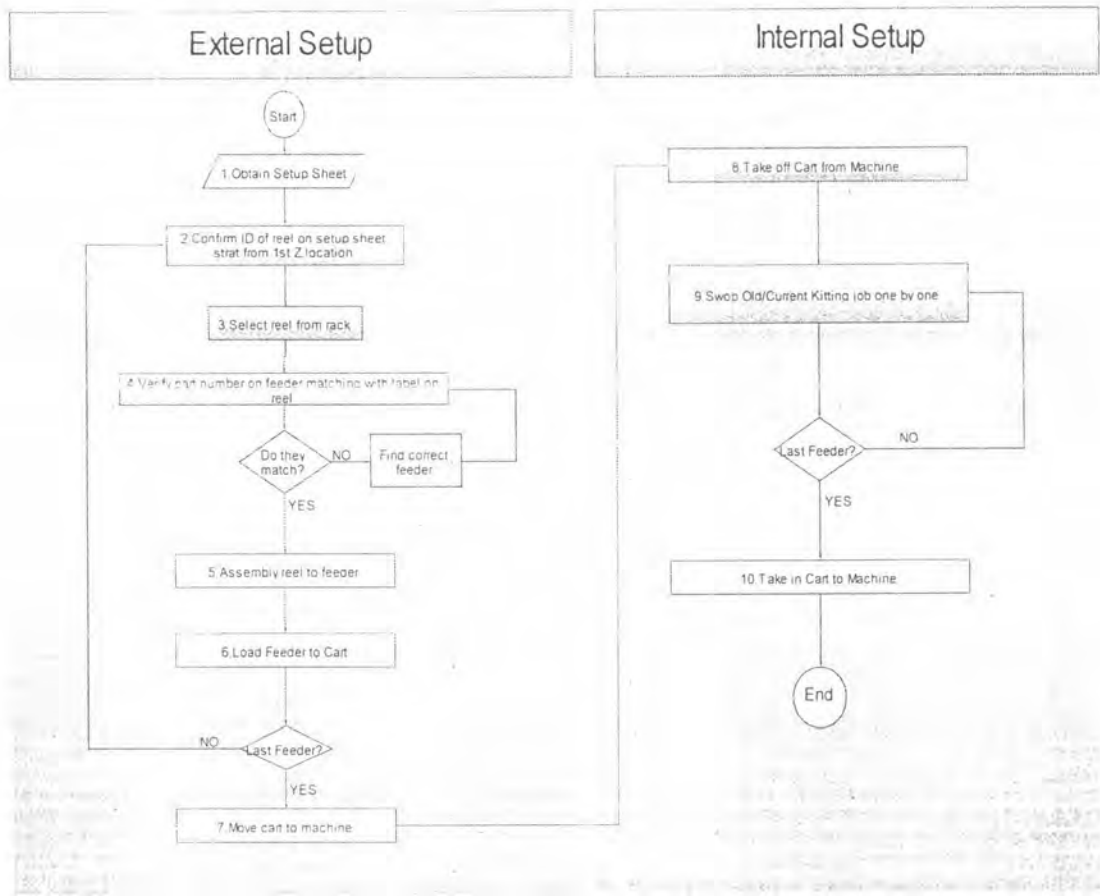 External Setup
Start
1.Obtain Setup Sheet
2.Confirm ID of reel on setup sheet
strat from 1st Z.location
3.Select reel from rack
4.Verify part number on feeder matching with label on
reel
Do they
match?
NO
Find correct
feeder
YES
5.Assembly reel to feeder
6.Load Feeder to Cart
NO
Last Feeder?
YES
7.Move cart to machine
Internal Setup
8.Take off Cart from Machine
9.Swop Old/Current Kitting job one by one
Last Feeder?
NO
YES
10.Take in Cart to Machine
End